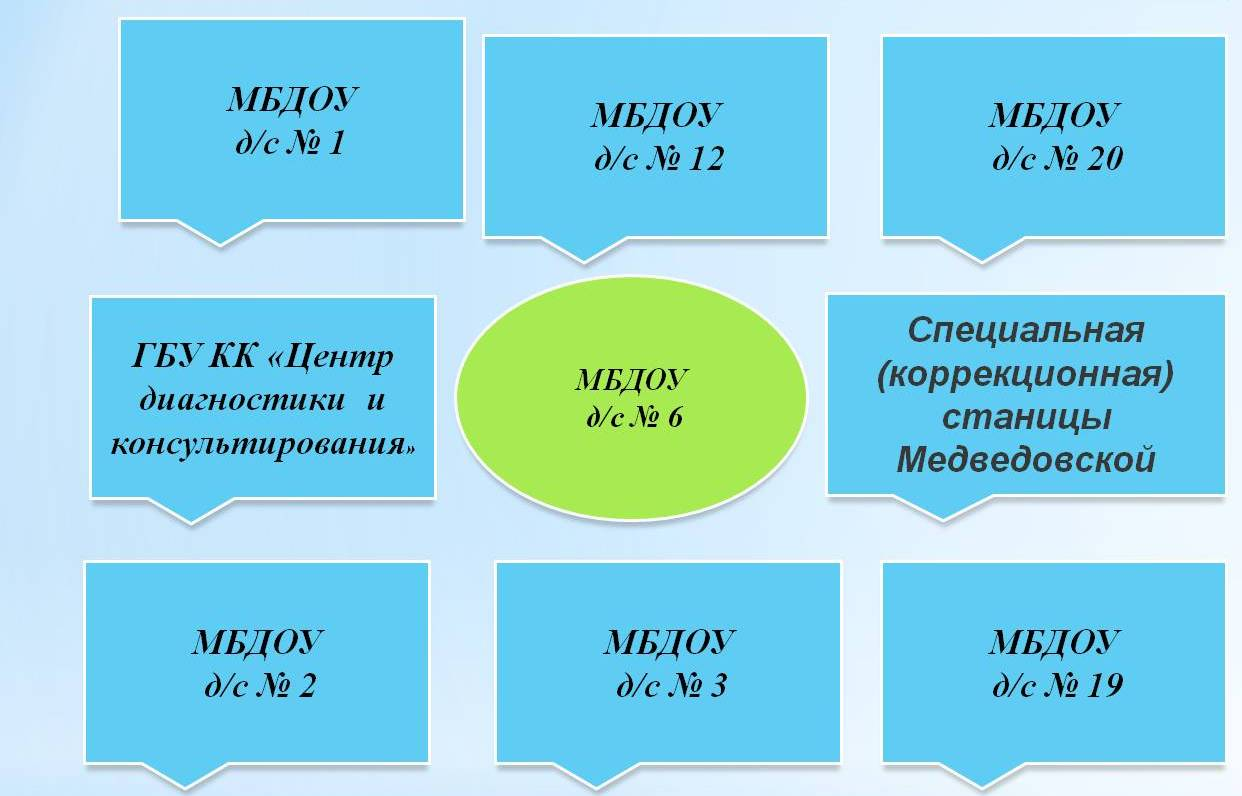 МБДОУ
д/с № 1
МБДОУ
д/с № 12
МБДОУ
д/с № 20
ГБУ КК «Центр
диагностики и
консультирования»
МБДОУ
д/с № 6
Специальная
(коррекционная)
станицы
Медведовской
МБДОУ
д/с № 2
МБДОУ
д/с № 3
МБДОУ
д/с № 19